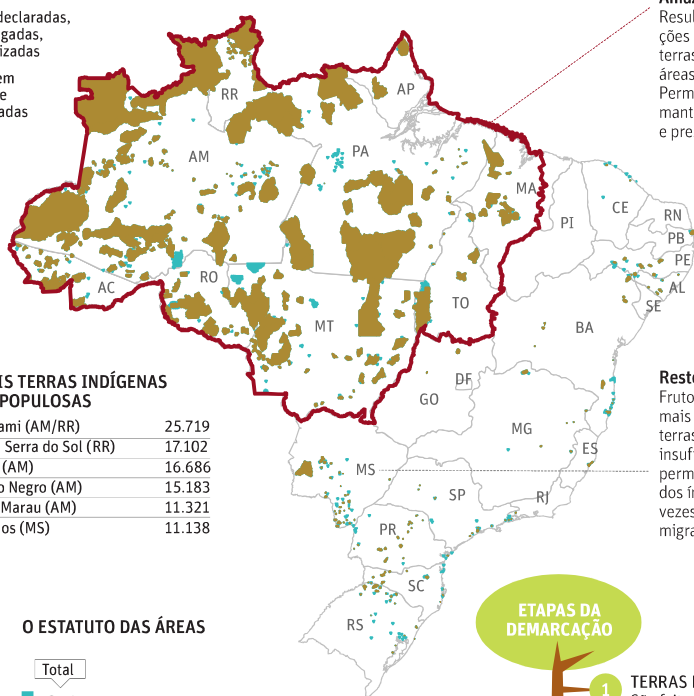 declaradas,
gadas,
izadas
em
e
adas
Resul
ções
terras
áreas
Perm
mant
e pre
RR
AP
AM
PA
MA
PI
CE
RN
PB
PE
AL
SE
AC
RO
MT
TO
BA
DF
GO
MG
ES
MS
SP
RJ
PR
SC
RS
IS TERRAS INDÍGENAS
POPULOSAS
ami (AM/RR) 25.719
Serra do Sol (RR) 17.102
(AM) 16.686
o Negro (AM) 15.183
Marau (AM) 11.321
os (MS) 11.138
Resto
Fruto
mais
terras
insuf
perm
dos ín
vezes
migra
O ESTATUTO DAS ÁREAS
Total
ETAPAS DA
DEMARCAÇÃO
1
TERRAS